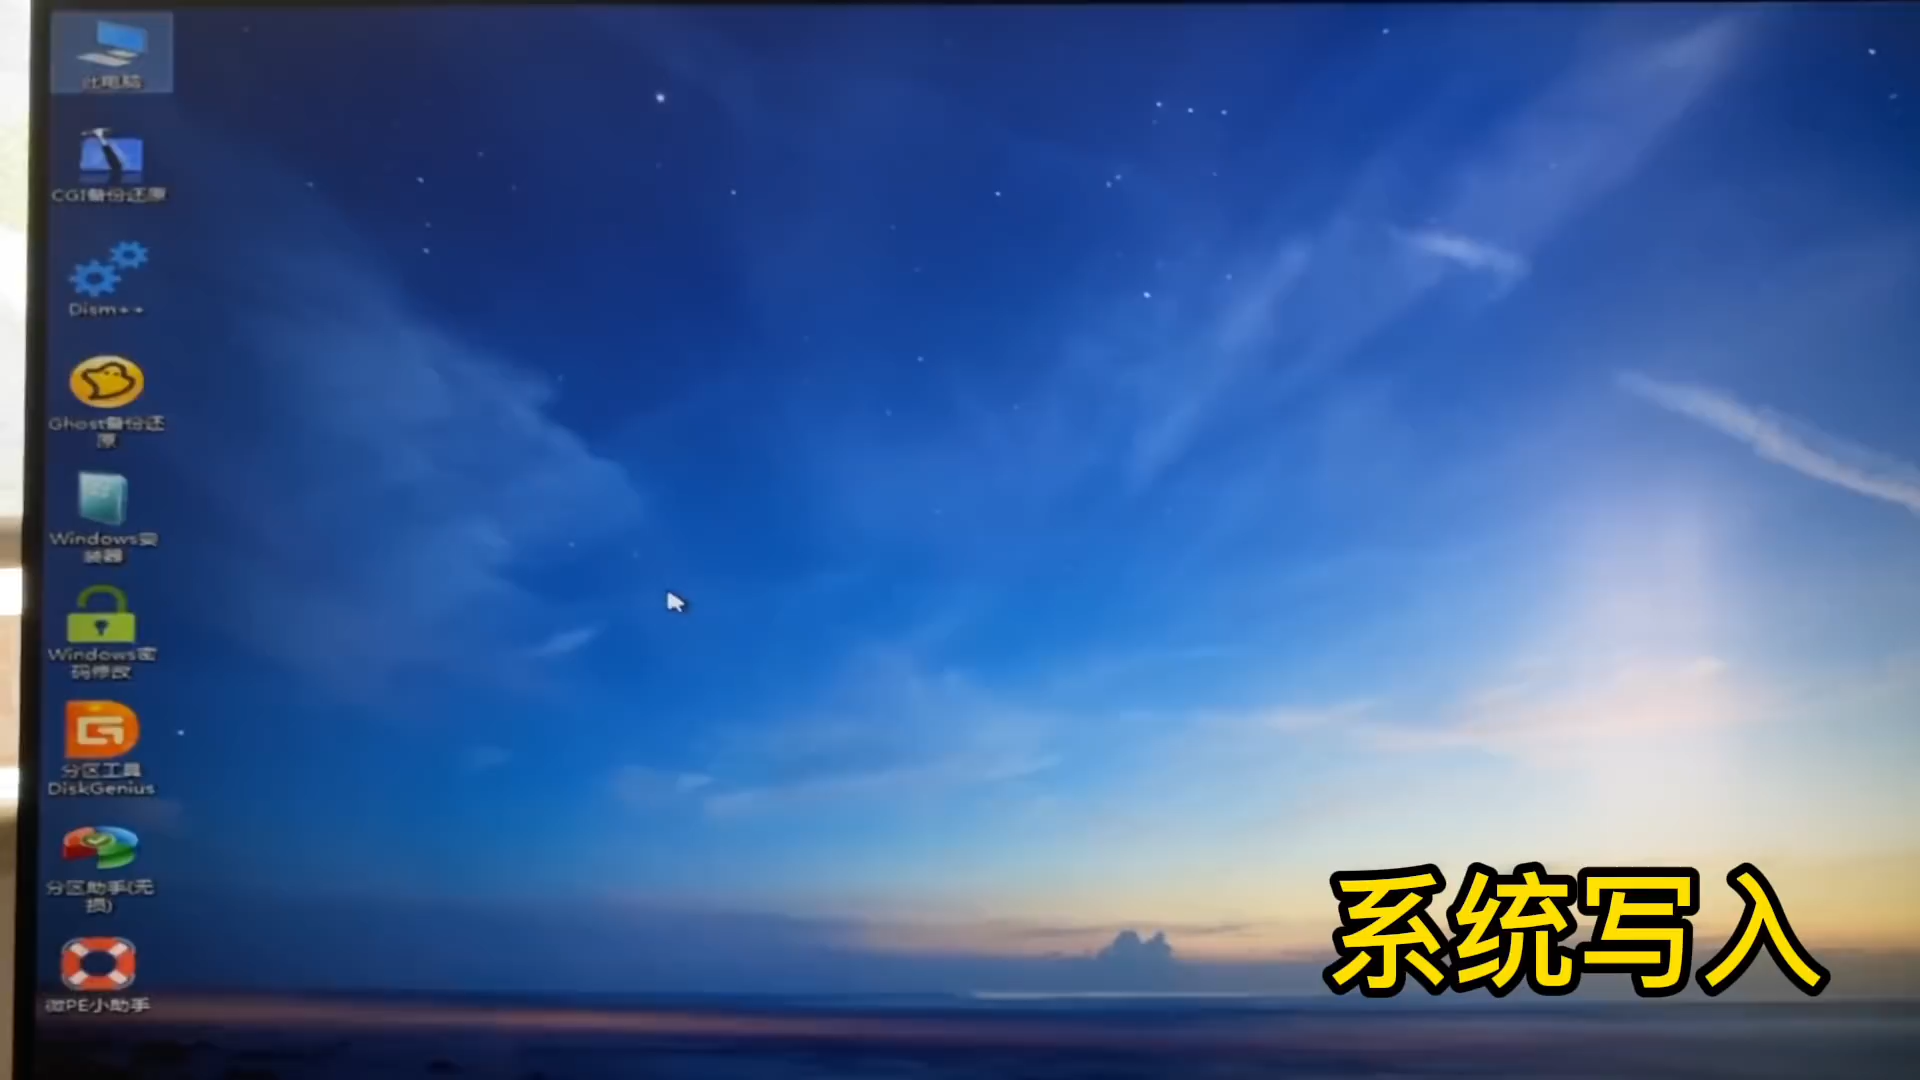 此电脑
CGI备份还原
Dism++
Ghost备份还
原
Windows安
装器
Windows密
码修改
分区工具
DiskGenius
分区助手(无
损)
微PE小助手
系统写入